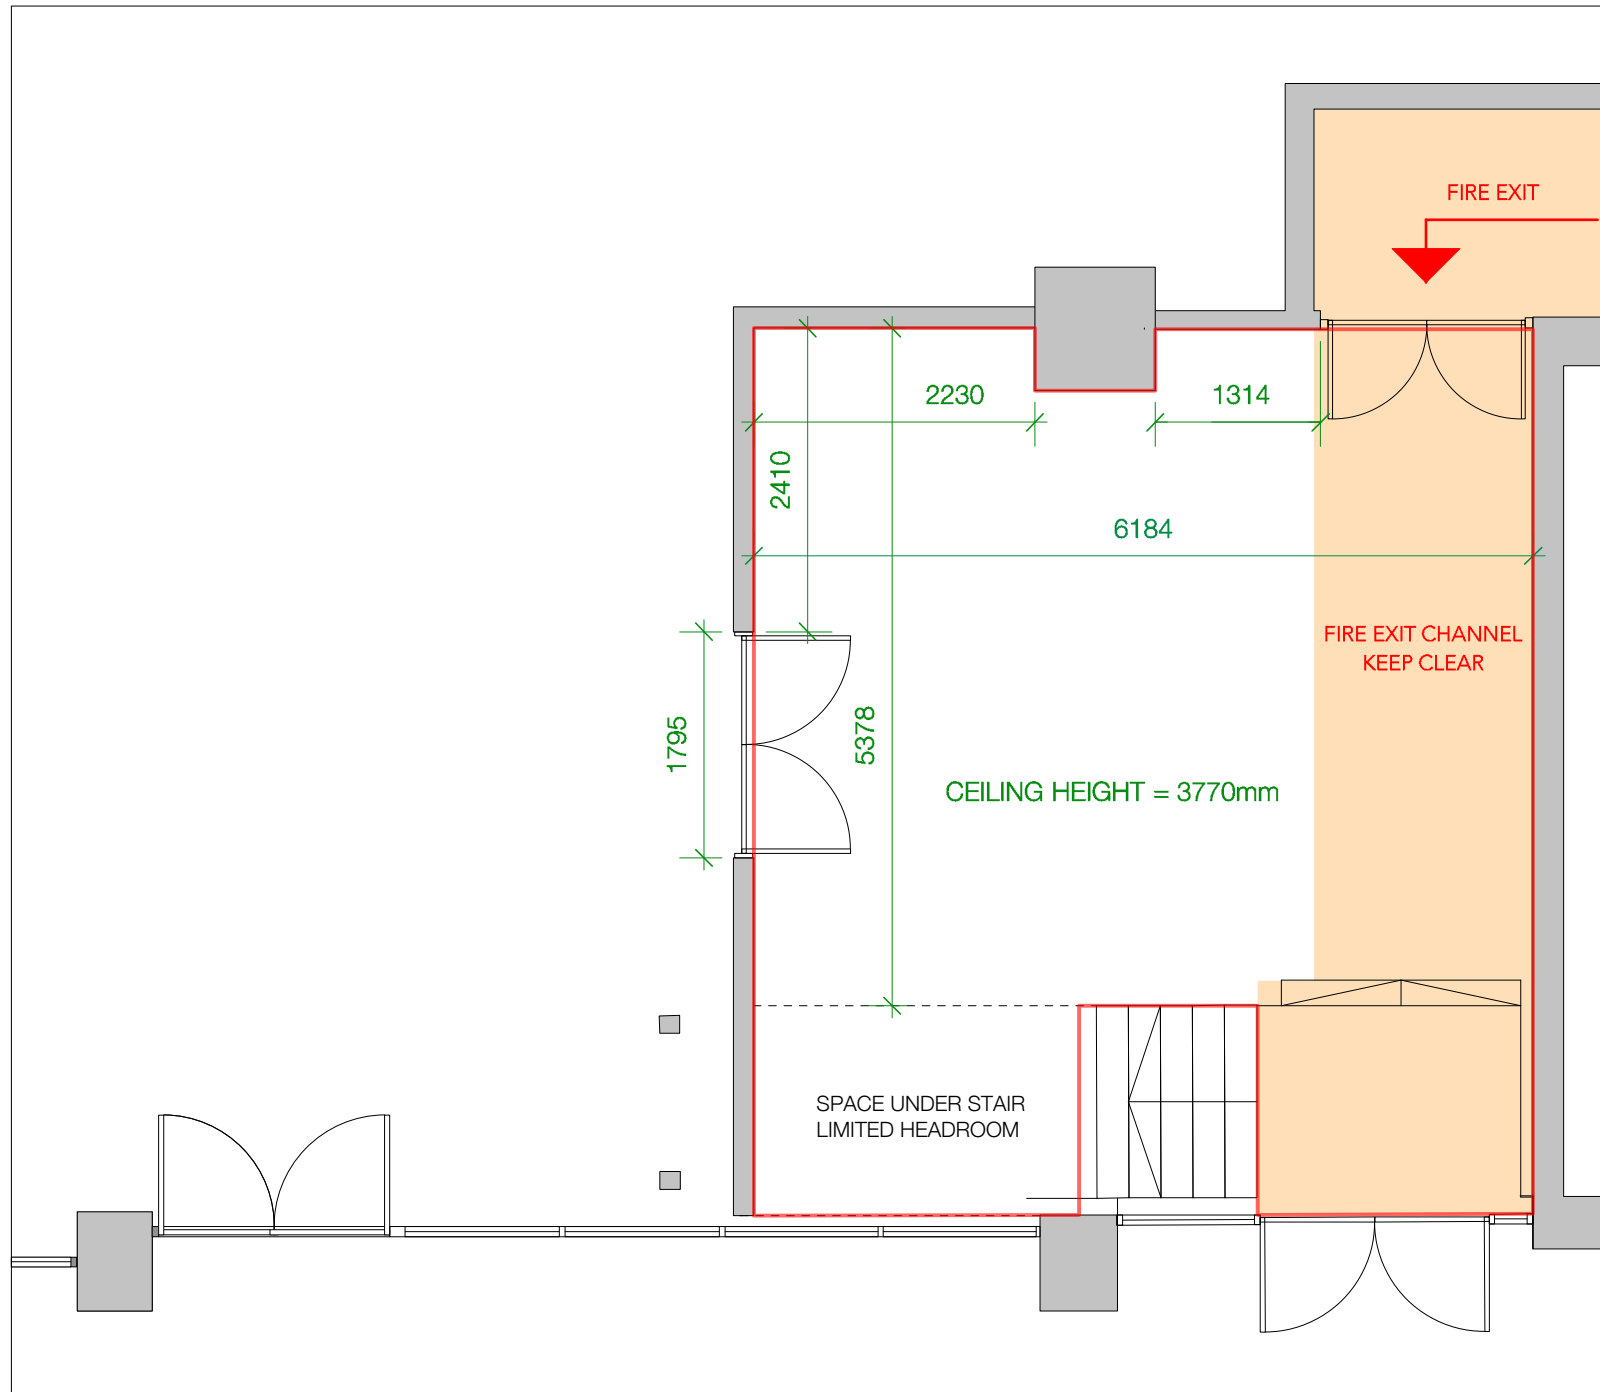 FIRE EXIT
2230
1314
2410
6184
FIRE EXIT CHANNEL
KEEP CLEAR
1795
5378
CEILING HEIGHT = 3770mm
SPACE UNDER STAIR
LIMITED HEADROOM